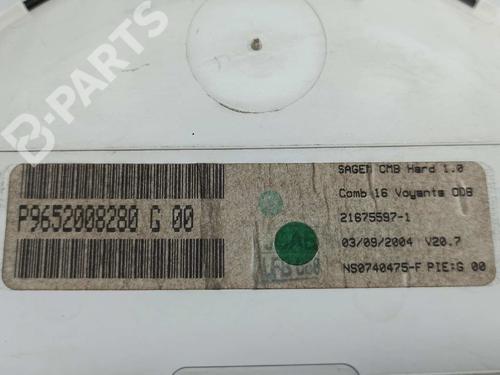 B-PARTS
P9652008280 G 00
SAGEM CMB Hard 1.0
Comb 16 Voyants ODB
21675597-1
03/09/2004 V20.7
NS0740475-F PIE:G 00